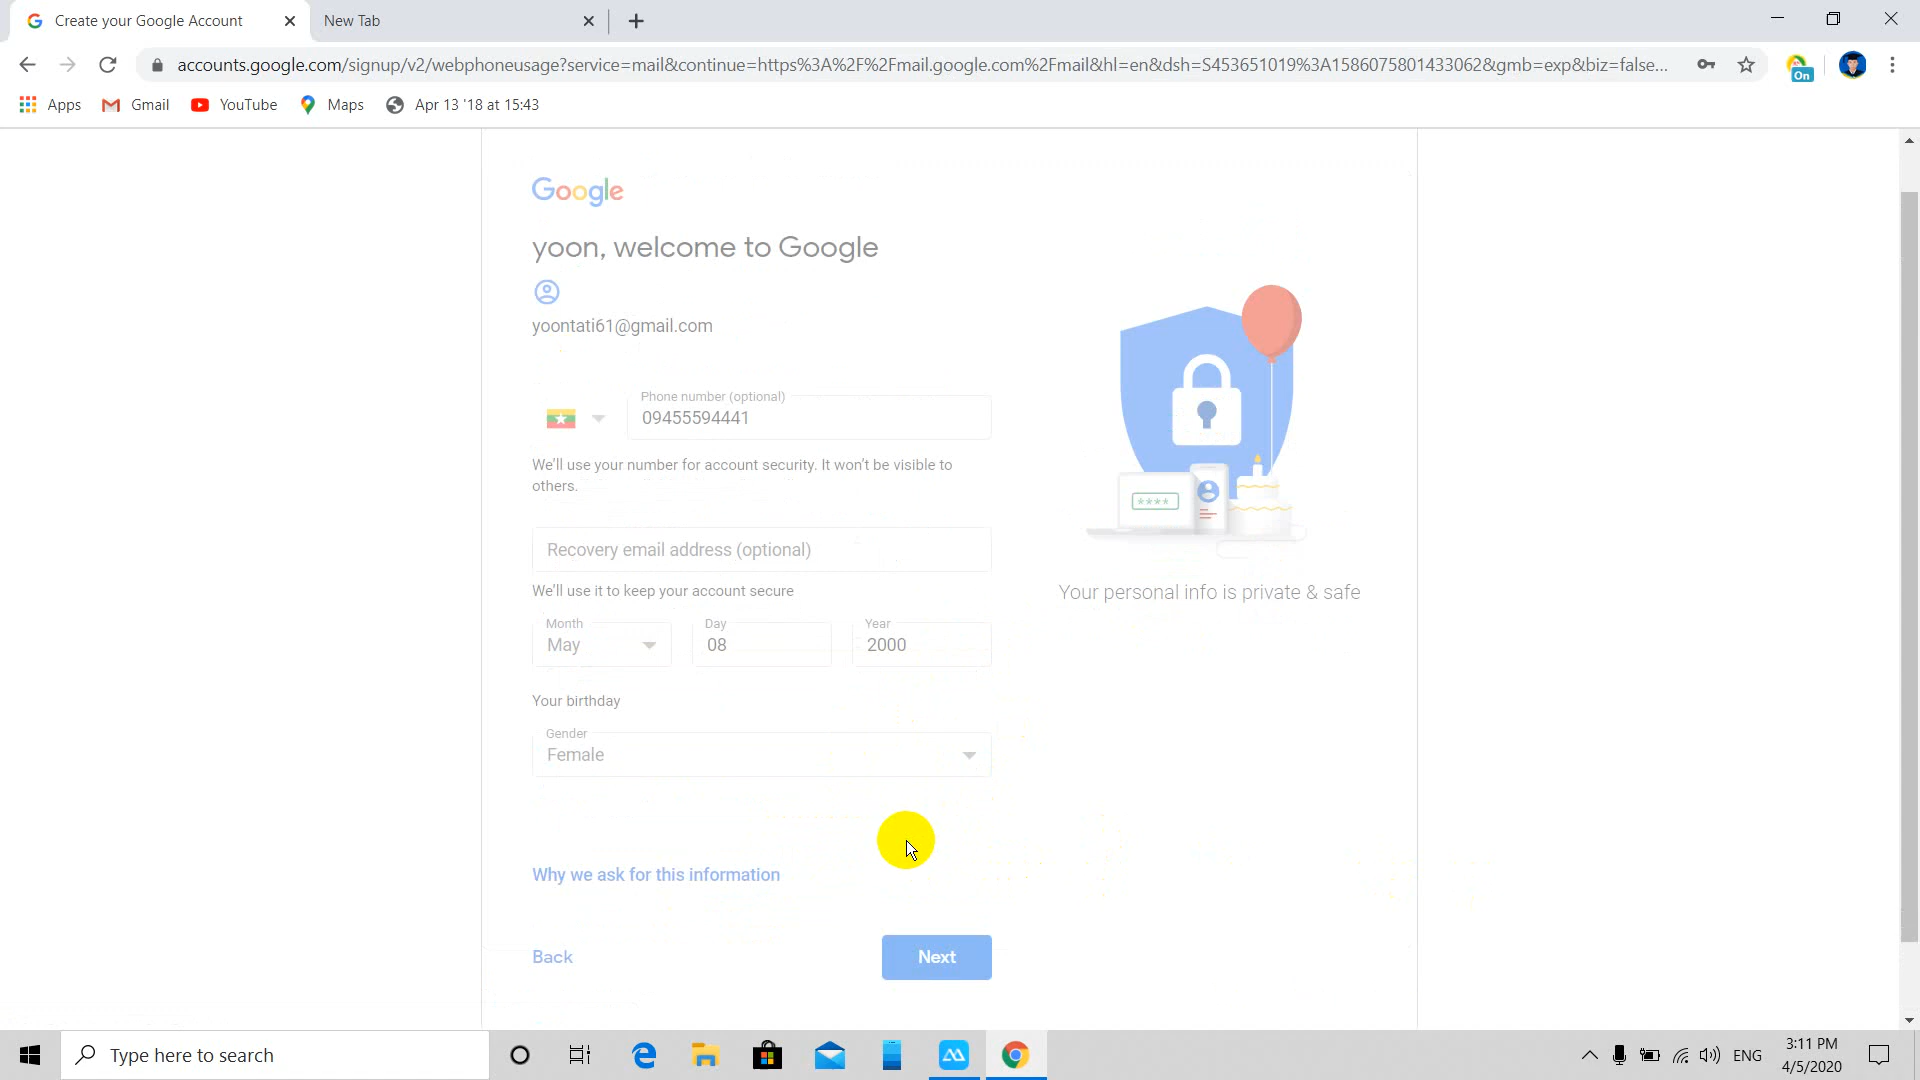 Create your Google Account
New Tab
accounts.google.com/signup/v2/webphoneusage?service=mail&continue=https%3A%2F%2Fmail.google.com%2Fmail&hl=en&dsh=S453651019%3A1586075801433062&gmb=exp&biz=false...
On
Apps
Gmail
YouTube
Maps
Apr 13 '18 at 15:43
Google
yoon, welcome to Google
yoontati61@gmail.com
Phone number (optional)
09455594441
We'll use your number for account security. It won't be visible to
others.
Recovery email address (optional)
We'll use it to keep your account secure
Month
May
Day
08
Year
2000
Your birthday
Gender
Female
Why we ask for this information
Back
Next
****
Your personal info is private & safe
Type here to search
ENG
3:11 PM
4/5/2020